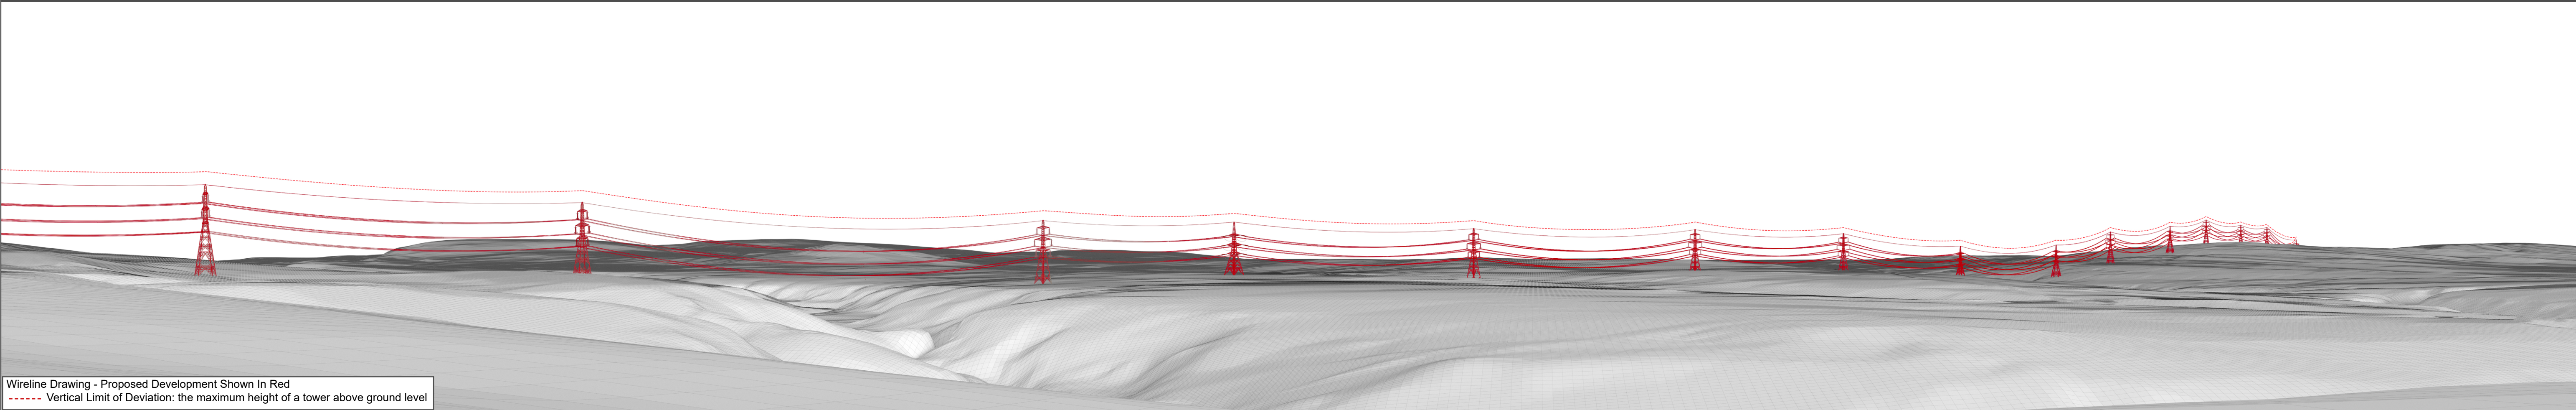 Wireline Drawing - Proposed Development Shown In Red
Vertical Limit of Deviation: the maximum height of a tower above ground level